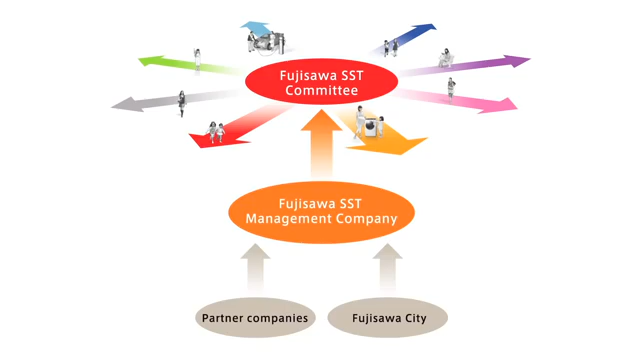 Fujisawa SST
Committee
Fujisawa SST
Management Company
Partner companies
Fujisawa City